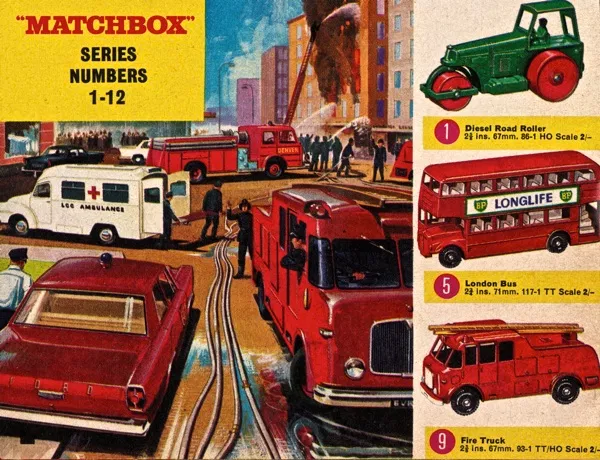 "MATCHBOX"
SERIES
NUMBERS
1-12
DENVER
LCC AMBULANCE
1 Diesel Road Roller
2⅝ ins. 67mm. 86-1 HO Scale 2/-
BP LONGLIFE BP
5 London Bus
2¾ ins. 71mm. 117-1 TT Scale 2/-
9 Fire Truck
2⅝ ins. 67mm. 93-1 TT/HO Scale 2/-